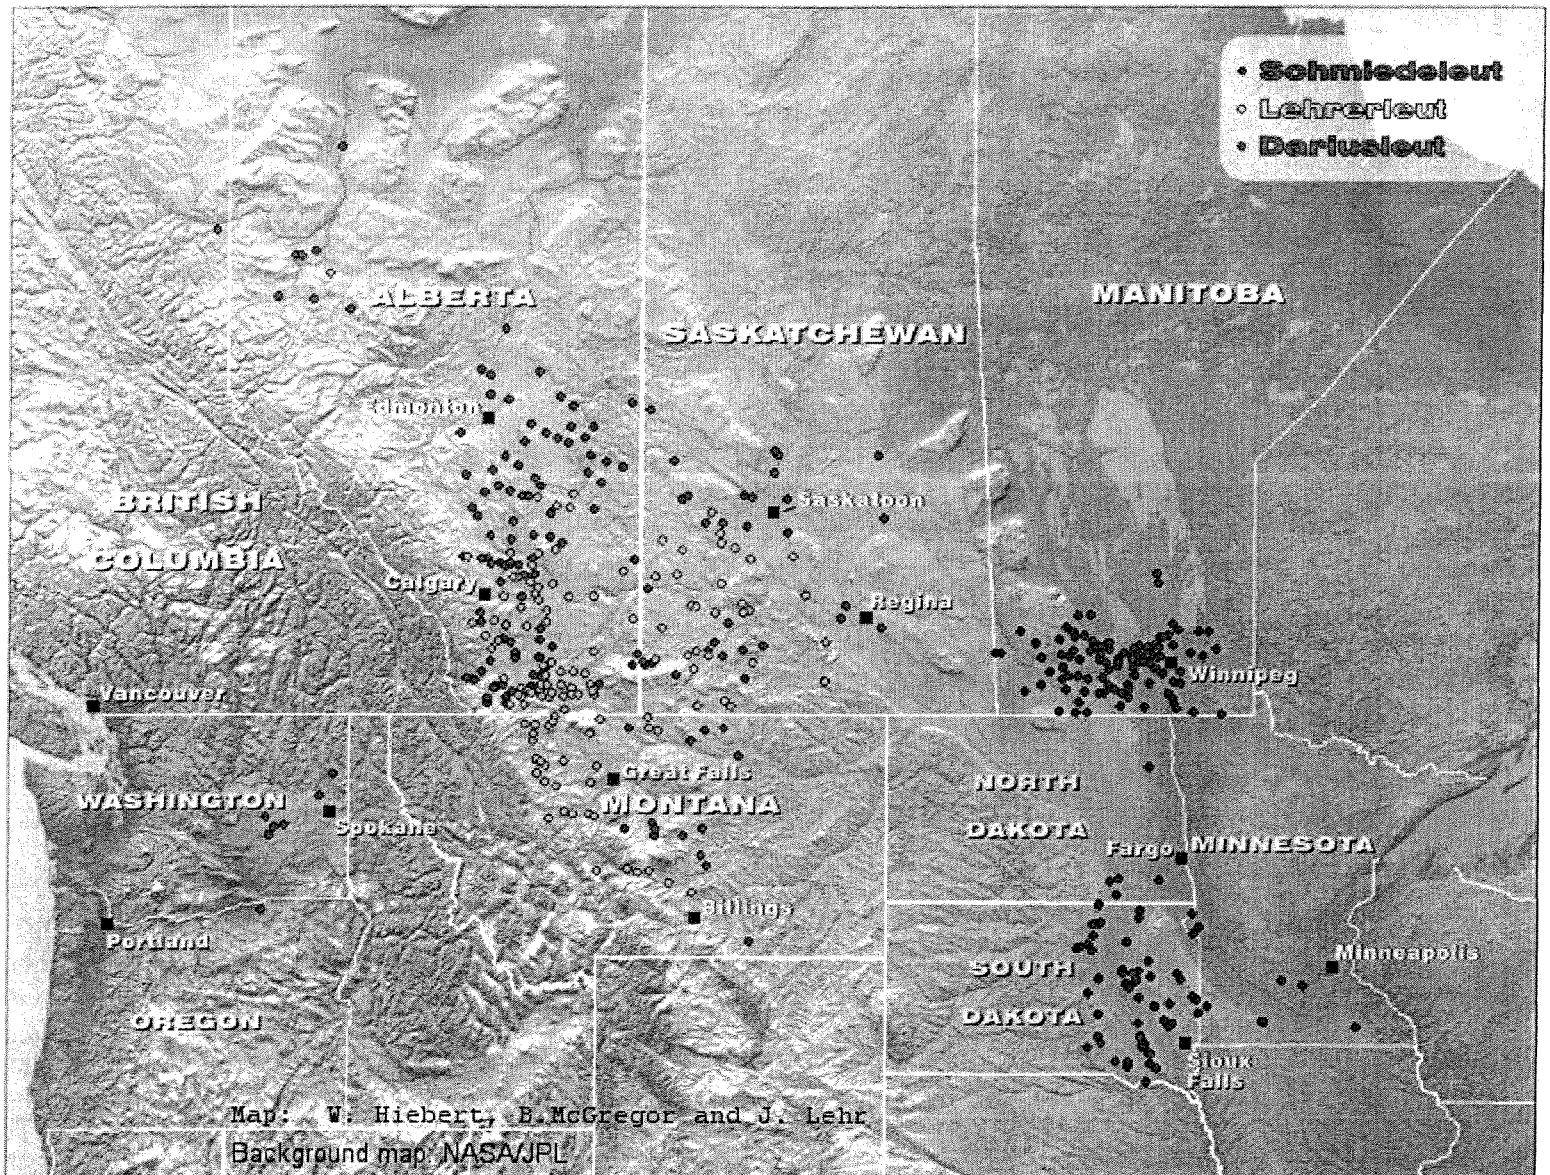 Schmiedeleut
Lehrerleut
Dariusleut
ALBERTA
MANITOBA
SASKATCHEWAN
Edmonton
BRITISH
COLUMBIA
Saskatoon
Calgary
Regina
Winnipeg
Vancouver
Great Falls
NORTH
DAKOTA
WASHINGTON
MONTANA
Spokane
Fargo
MINNESOTA
Billings
Portland
Minneapolis
SOUTH
DAKOTA
OREGON
Sioux
Falls
Map: W. Hiebert, B.McGregor and J. Lehr
Background map: NASA/JPL